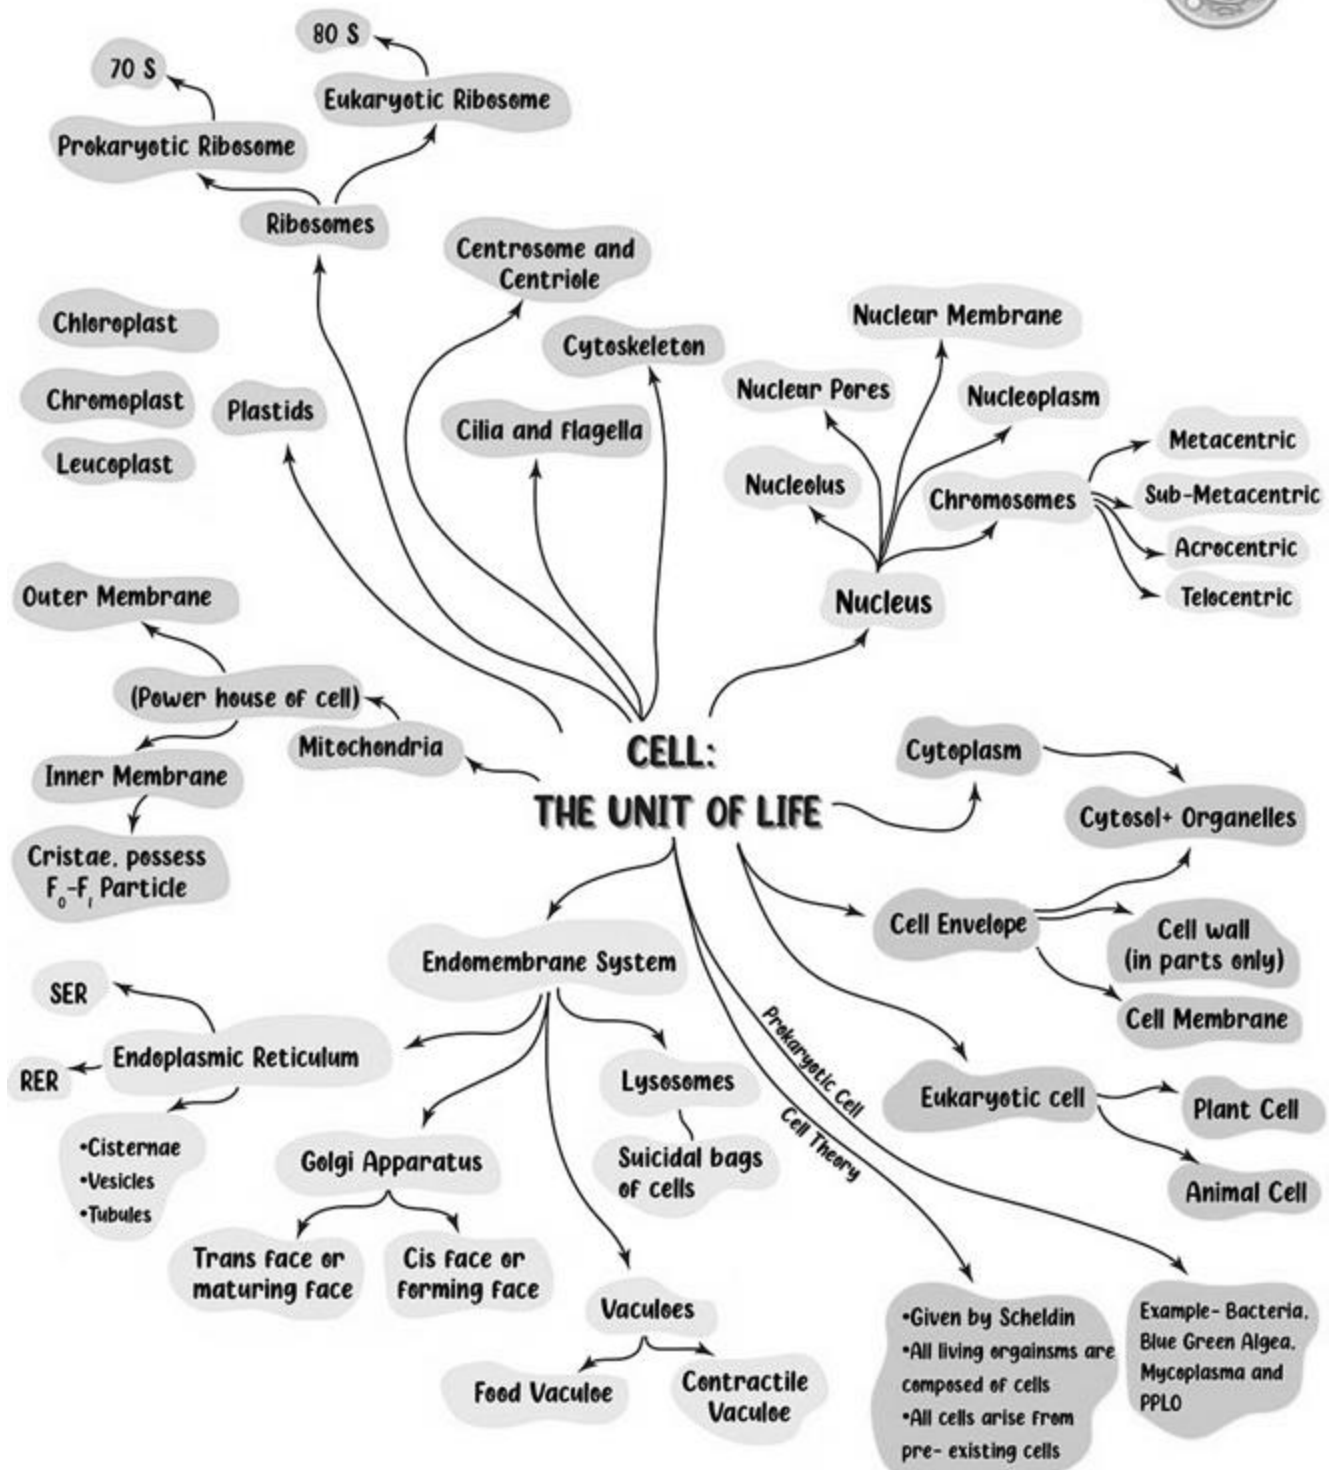 80 S
70 S
Eukaryotic Ribosome
Prokaryotic Ribosome
Ribosomes
Centrosome and
Centriole
Chloroplast
Cytoskeleton
Nuclear Membrane
Chromoplast
Plastids
Cilia and Flagella
Nuclear Pores
Nucleoplasm
Leucoplast
Nucleolus
Chromosomes
Metacentric
Sub-Metacentric
Acrocentric
Telocentric
Outer Membrane
Nucleus
(Power house of cell)
Mitochondria
Inner Membrane
CELL:
THE UNIT OF LIFE
Cytoplasm
Cytosol+ Organelles
Cristae, possess
F₀-F₁ Particle
Cell Envelope
Cell wall
(in parts only)
Cell Membrane
Endomembrane System
SER
Endoplasmic Reticulum
RER
•Cisternae
•Vesicles
•Tubules
Lysosomes
Suicidal bags
of cells
Golgi Apparatus
Trans face or
maturing face
Cis face or
forming face
Vaculoes
Food Vaculoe
Contractile
Vaculoe
Prokaryotic Cell
Cell Theory
Eukaryotic cell
Plant Cell
Animal Cell
•Given by Scheldin
•All living orgainsms are
composed of cells
•All cells arise from
pre- existing cells
Example- Bacteria,
Blue Green Algea,
Mycoplasma and
PPLO